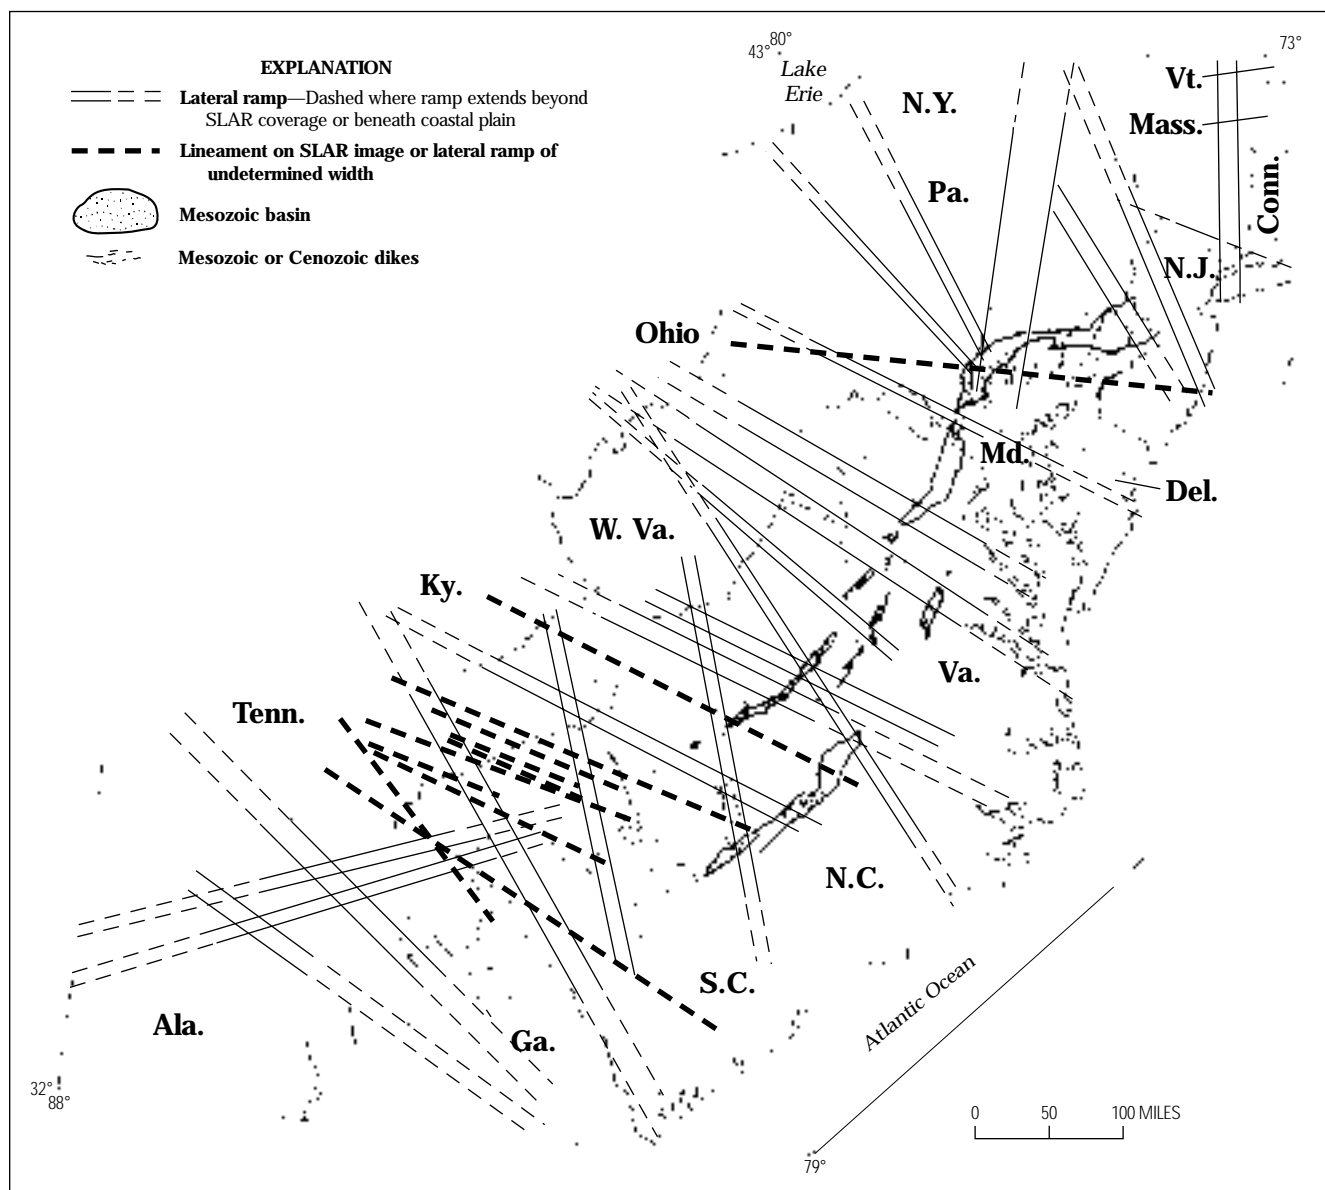 EXPLANATION
Lateral ramp—Dashed where ramp extends beyond
SLAR coverage or beneath coastal plain
Lineament on SLAR image or lateral ramp of
undetermined width
Mesozoic basin
Mesozoic or Cenozoic dikes
80°
43°
73°
Lake
Erie
N.Y.
Vt.
Mass.
Conn.
Pa.
N.J.
Ohio
Md.
Del.
W. Va.
Ky.
Va.
Tenn.
N.C.
S.C.
Ala.
Ga.
Atlantic Ocean
32°
88°
79°
0 50 100 MILES